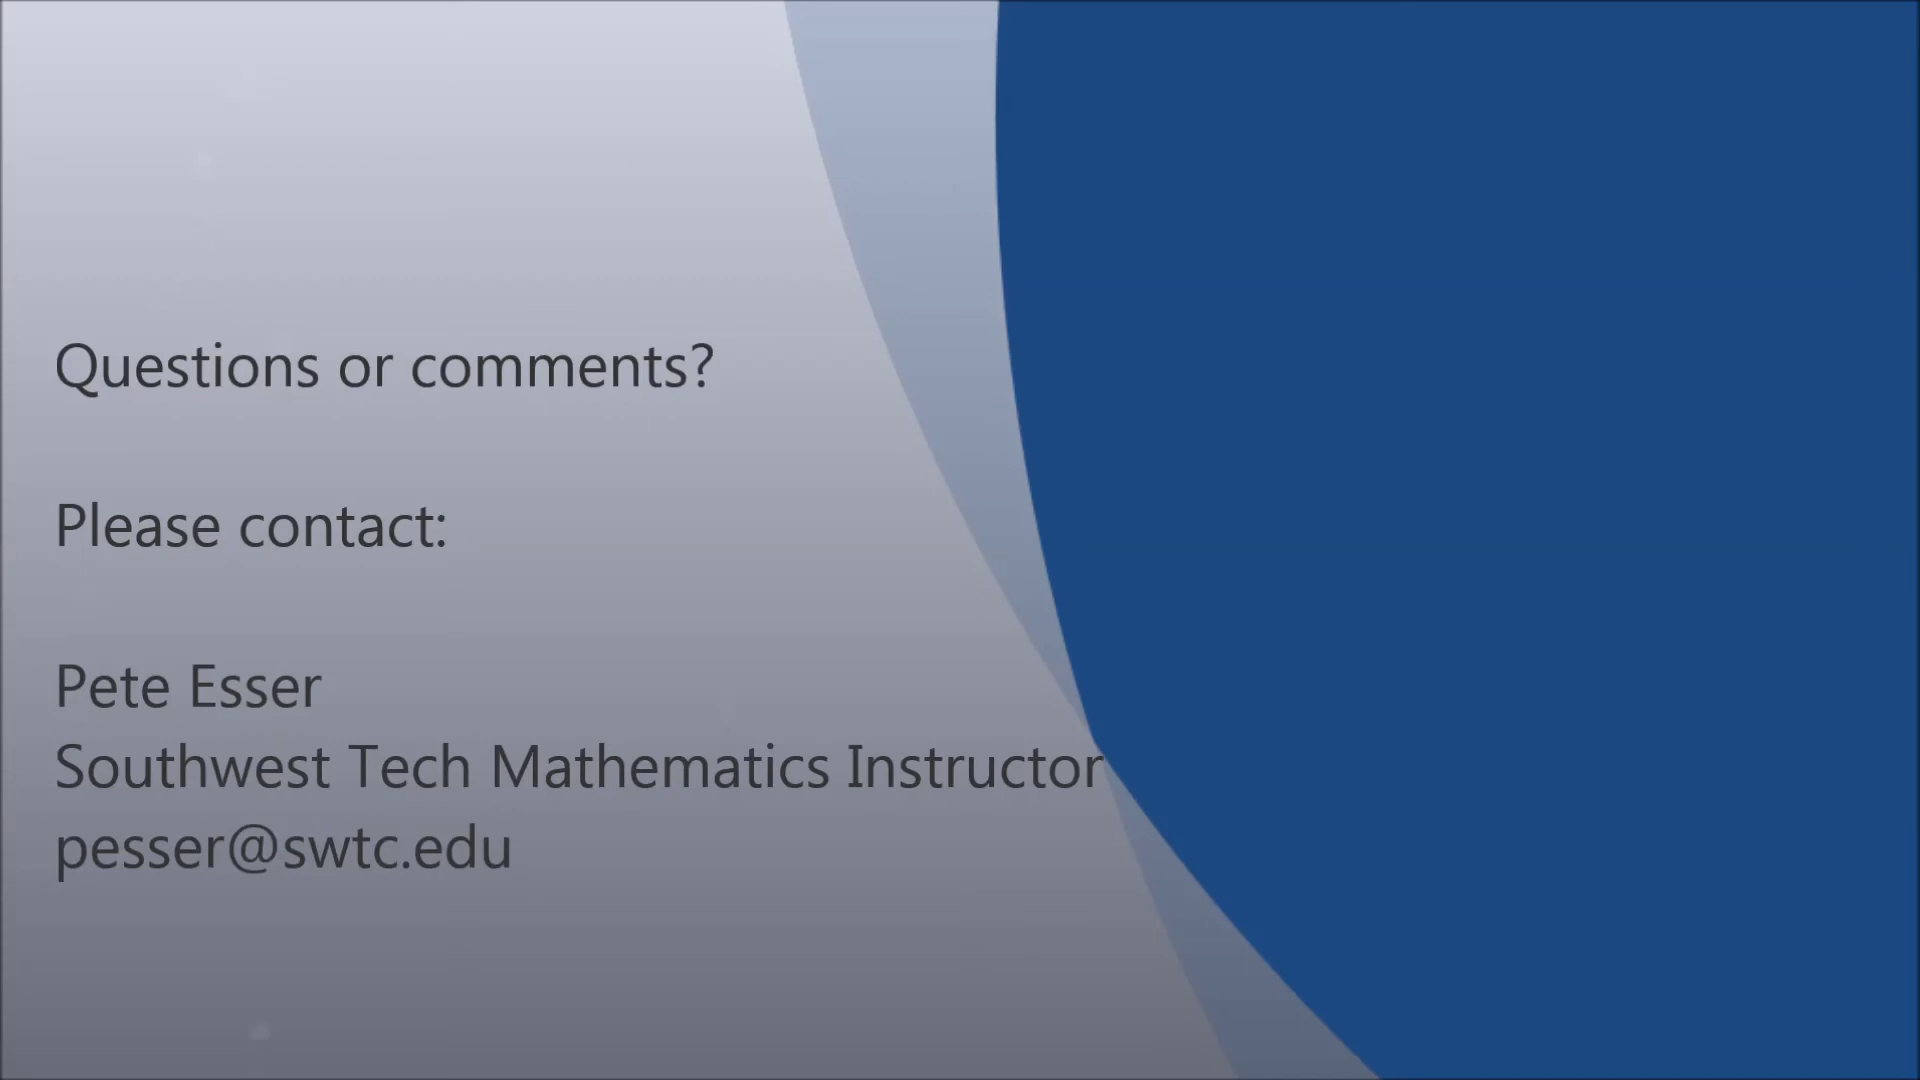 Questions or comments?
Please contact:
Pete Esser
Southwest Tech Mathematics Instructor
pesser@swtc.edu